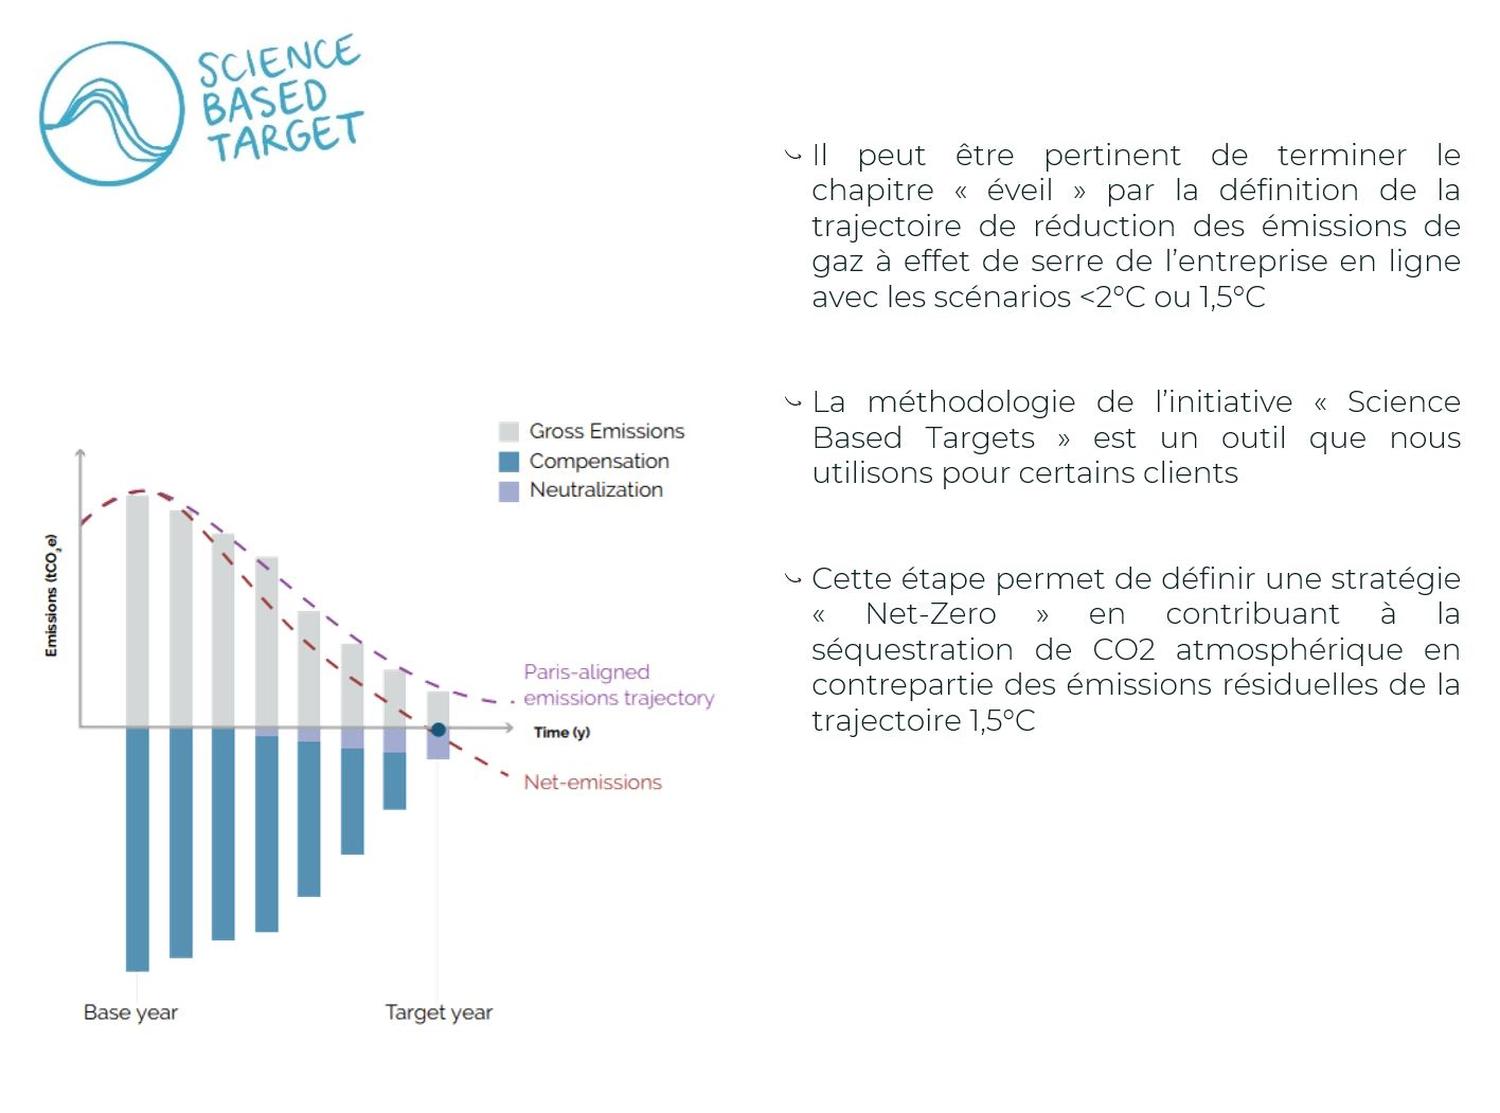 SCIENCE
BASED
TARGET
Il peut être pertinent de terminer le
chapitre « éveil » par la définition de la
trajectoire de réduction des émissions de
gaz à effet de serre de l’entreprise en ligne
avec les scénarios <2°C ou 1,5°C
La méthodologie de l’initiative « Science
Based Targets » est un outil que nous
utilisons pour certains clients
Cette étape permet de définir une stratégie
« Net-Zero » en contribuant à la
séquestration de CO2 atmosphérique en
contrepartie des émissions résiduelles de la
trajectoire 1,5°C
Gross Emissions
Compensation
Neutralization
Emissions (tCO₂e)
Paris-aligned
emissions trajectory
Time (y)
Net-emissions
Base year
Target year